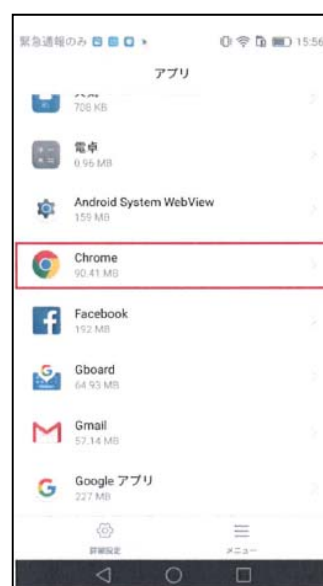 緊急通報のみ
15:56
アプリ
708 KB
電卓
0.96 MB
Android System WebView
159 MB
Chrome
90.41 MB
Facebook
192 MB
Gboard
64.93 MB
Gmail
57.14 MB
Google アプリ
227 MB
詳細設定
メニュー